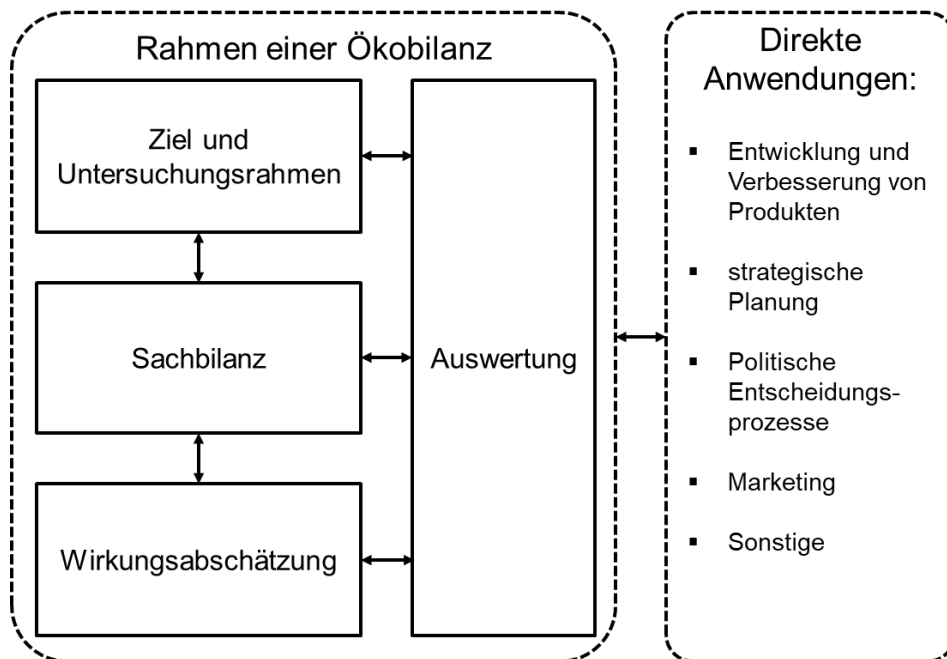 Rahmen einer Ökobilanz
Ziel und
Untersuchungsrahmen
Sachbilanz
Wirkungsabschätzung
Auswertung
Direkte
Anwendungen:
▪ Entwicklung und
Verbesserung von
Produkten
▪ strategische
Planung
▪ Politische
Entscheidungs-
prozesse
▪ Marketing
▪ Sonstige